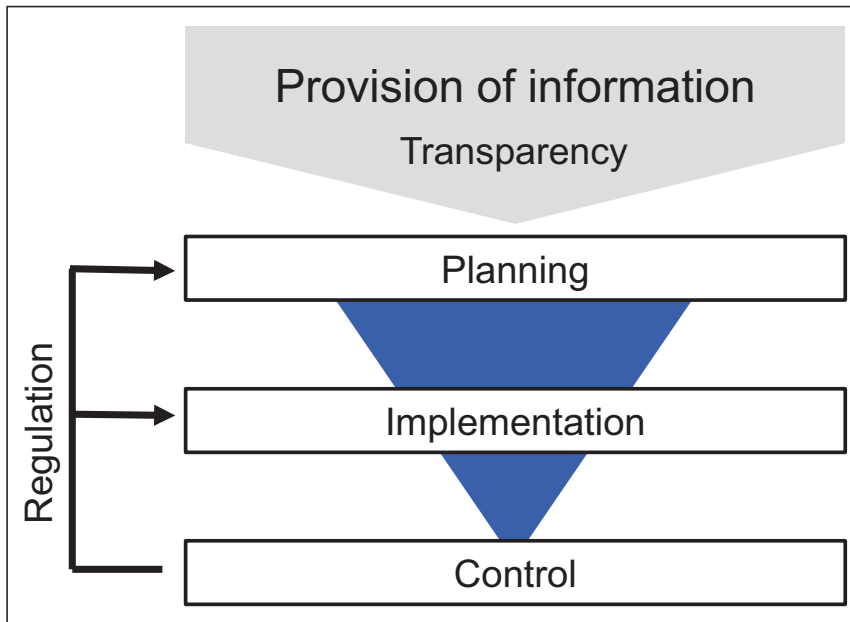 Provision of information
Transparency
Planning
Regulation
Implementation
Control